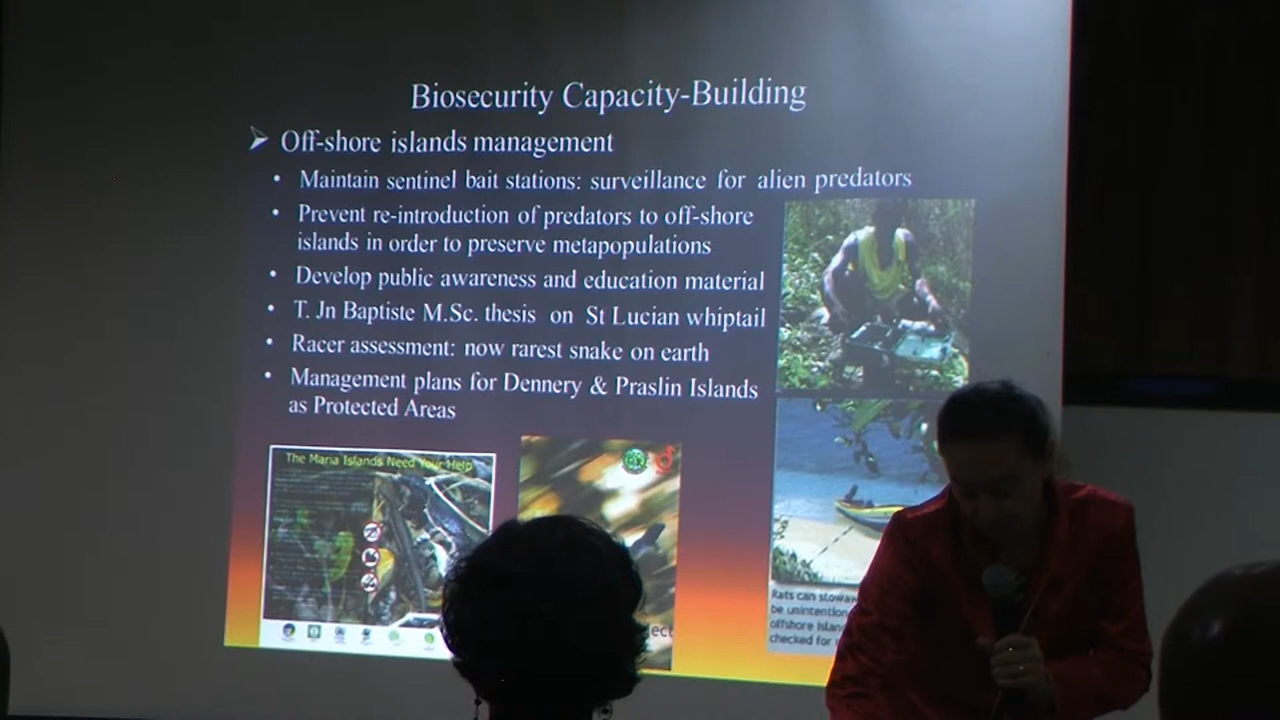 Biosecurity Capacity-Building
➢ Off-shore islands management
• Maintain sentinel bait stations: surveillance for alien predators
• Prevent re-introduction of predators to off-shore
islands in order to preserve metapopulations
• Develop public awareness and education material
• T. Jn Baptiste M.Sc. thesis on St Lucian whiptail
• Racer assessment: now rarest snake on earth
• Management plans for Dennery & Praslin Islands
as Protected Areas
The Maria Islands Need Your Help
Rats can
be
offshore
checked for